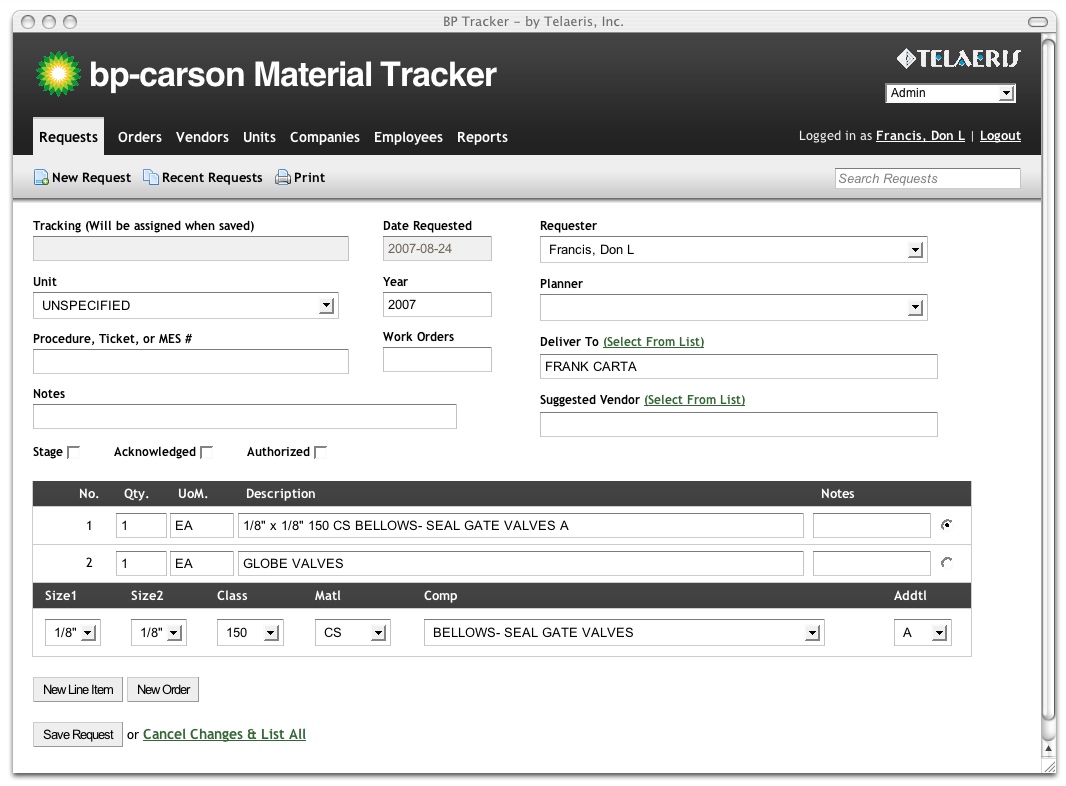 BP Tracker – by Telaeris, Inc.
bp-carson Material Tracker
TELAERIS
Admin
Requests Orders Vendors Units Companies Employees Reports
Logged in as Francis, Don L | Logout
New Request Recent Requests Print
Search Requests
Tracking (Will be assigned when saved) Date Requested Requester
2007-08-24 Francis, Don L
Unit Year Planner
UNSPECIFIED 2007
Procedure, Ticket, or MES # Work Orders Deliver To (Select From List)
FRANK CARTA
Notes Suggested Vendor (Select From List)
Stage Acknowledged Authorized
No. Qty. UoM. Description Notes
1 1 EA 1/8" x 1/8" 150 CS BELLOWS- SEAL GATE VALVES A
2 1 EA GLOBE VALVES
Size1 Size2 Class Matl Comp Addtl
1/8" 1/8" 150 CS BELLOWS- SEAL GATE VALVES A
New Line Item New Order
Save Request or Cancel Changes & List All